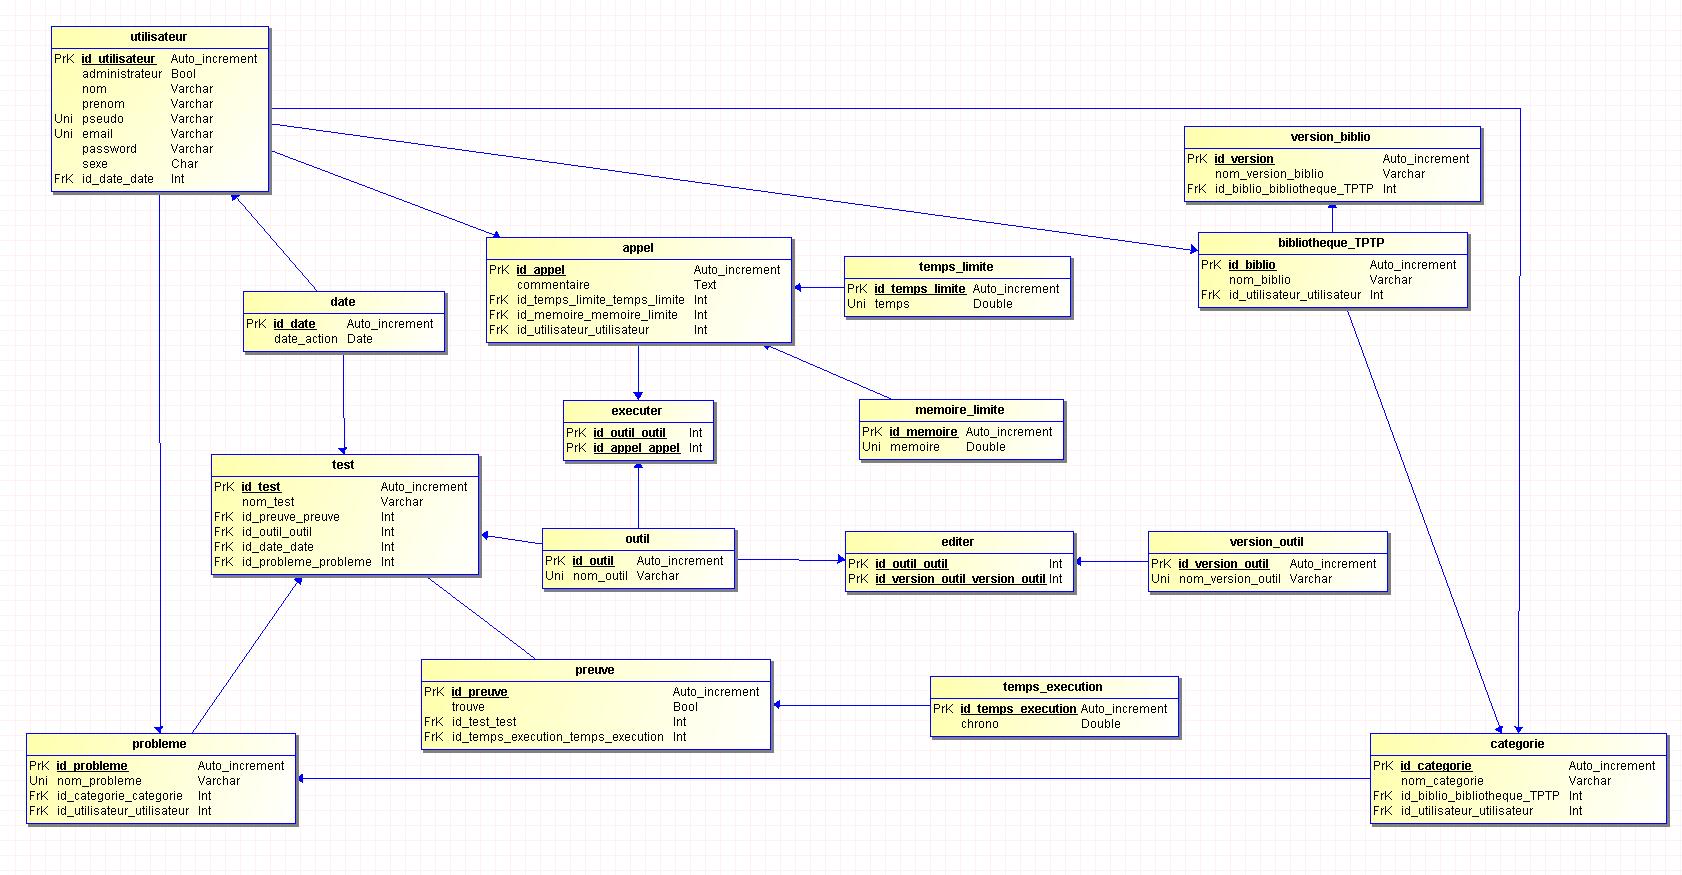 utilisateur
PrK id_utilisateur Auto_increment
administrateur Bool
nom Varchar
prenom Varchar
Uni pseudo Varchar
Uni email Varchar
password Varchar
sexe Char
FrK id_date_date Int
version_biblio
PrK id_version Auto_increment
nom_version_biblio Varchar
FrK id_biblio_bibliotheque_TPTP Int
bibliotheque_TPTP
PrK id_biblio Auto_increment
nom_biblio Varchar
FrK id_utilisateur_utilisateur Int
appel
PrK id_appel Auto_increment
commentaire Text
FrK id_temps_limite_temps_limite Int
FrK id_memoire_memoire_limite Int
FrK id_utilisateur_utilisateur Int
temps_limite
PrK id_temps_limite Auto_increment
Uni temps Double
date
PrK id_date Auto_increment
date_action Date
executer
PrK id_outil_outil Int
PrK id_appel_appel Int
memoire_limite
PrK id_memoire Auto_increment
Uni memoire Double
test
PrK id_test Auto_increment
nom_test Varchar
FrK id_preuve_preuve Int
FrK id_outil_outil Int
FrK id_date_date Int
FrK id_probleme_probleme Int
outil
PrK id_outil Auto_increment
Uni nom_outil Varchar
editer
PrK id_outil_outil Int
PrK id_version_outil_version_outil Int
version_outil
PrK id_version_outil Auto_increment
Uni nom_version_outil Varchar
preuve
PrK id_preuve Auto_increment
trouve Bool
FrK id_test_test Int
FrK id_temps_execution_temps_execution Int
temps_execution
PrK id_temps_execution Auto_increment
chrono Double
probleme
PrK id_probleme Auto_increment
Uni nom_probleme Varchar
FrK id_categorie_categorie Int
FrK id_utilisateur_utilisateur Int
categorie
PrK id_categorie Auto_increment
nom_categorie Varchar
FrK id_biblio_bibliotheque_TPTP Int
FrK id_utilisateur_utilisateur Int